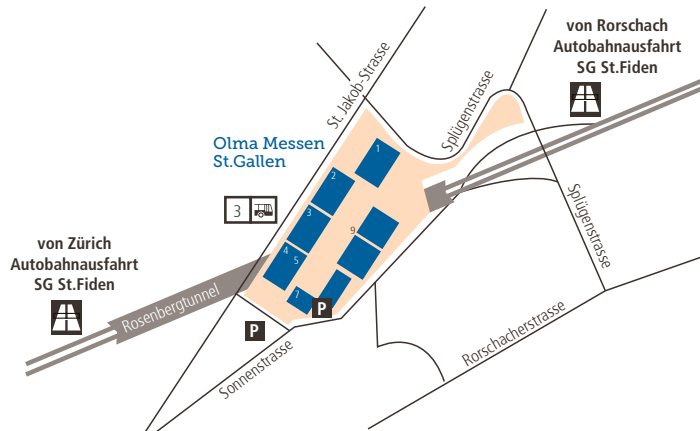 von Rorschach
Autobahnausfahrt
SG St.Fiden
St. Jakob-Strasse
Splügenstrasse
Olma Messen
St.Gallen
1
2
3
3
9
4
5
7
P
P
von Zürich
Autobahnausfahrt
SG St.Fiden
Rosenbergtunnel
Splügenstrasse
Sonnenstrasse
Rorschacherstrasse